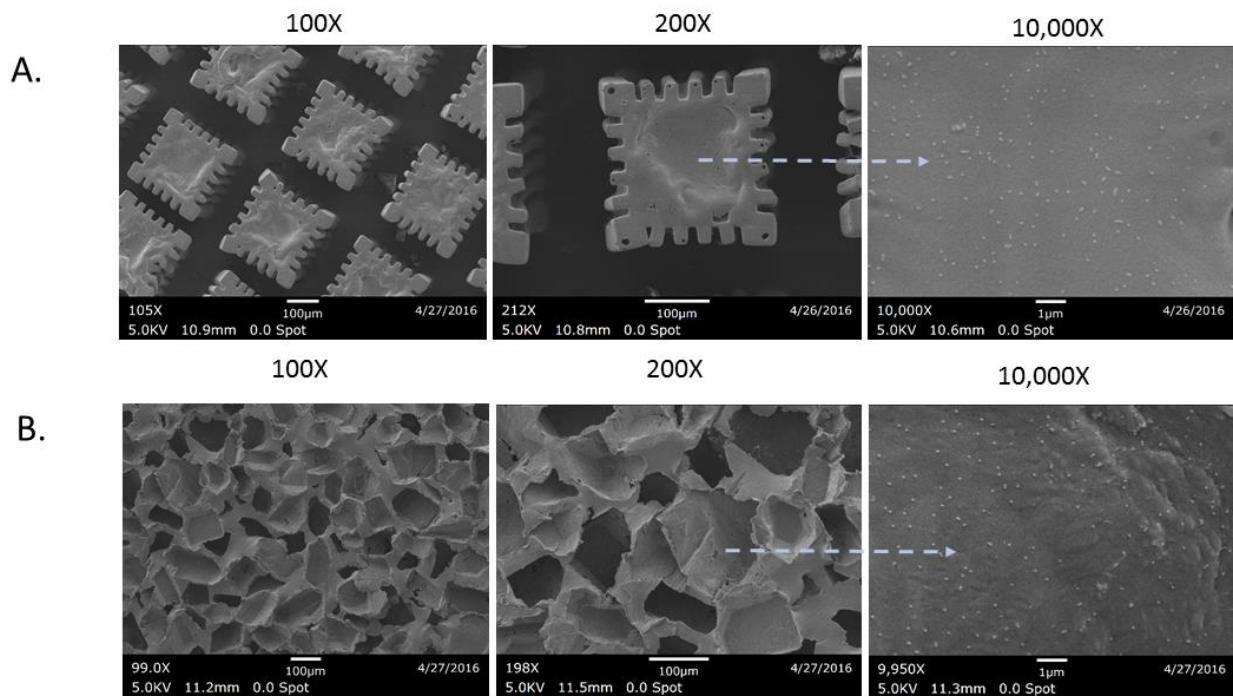 100X 200X 10,000X
A.
105X 100µm 4/27/2016
5.0KV 10.9mm 0.0 Spot
212X 100µm 4/26/2016
5.0KV 10.8mm 0.0 Spot
10,000X 1µm 4/26/2016
5.0KV 10.6mm 0.0 Spot
100X 200X 10,000X
B.
99.0X 100µm 4/27/2016
5.0KV 11.2mm 0.0 Spot
198X 100µm 4/27/2016
5.0KV 11.5mm 0.0 Spot
9,950X 1µm 4/27/2016
5.0KV 11.3mm 0.0 Spot